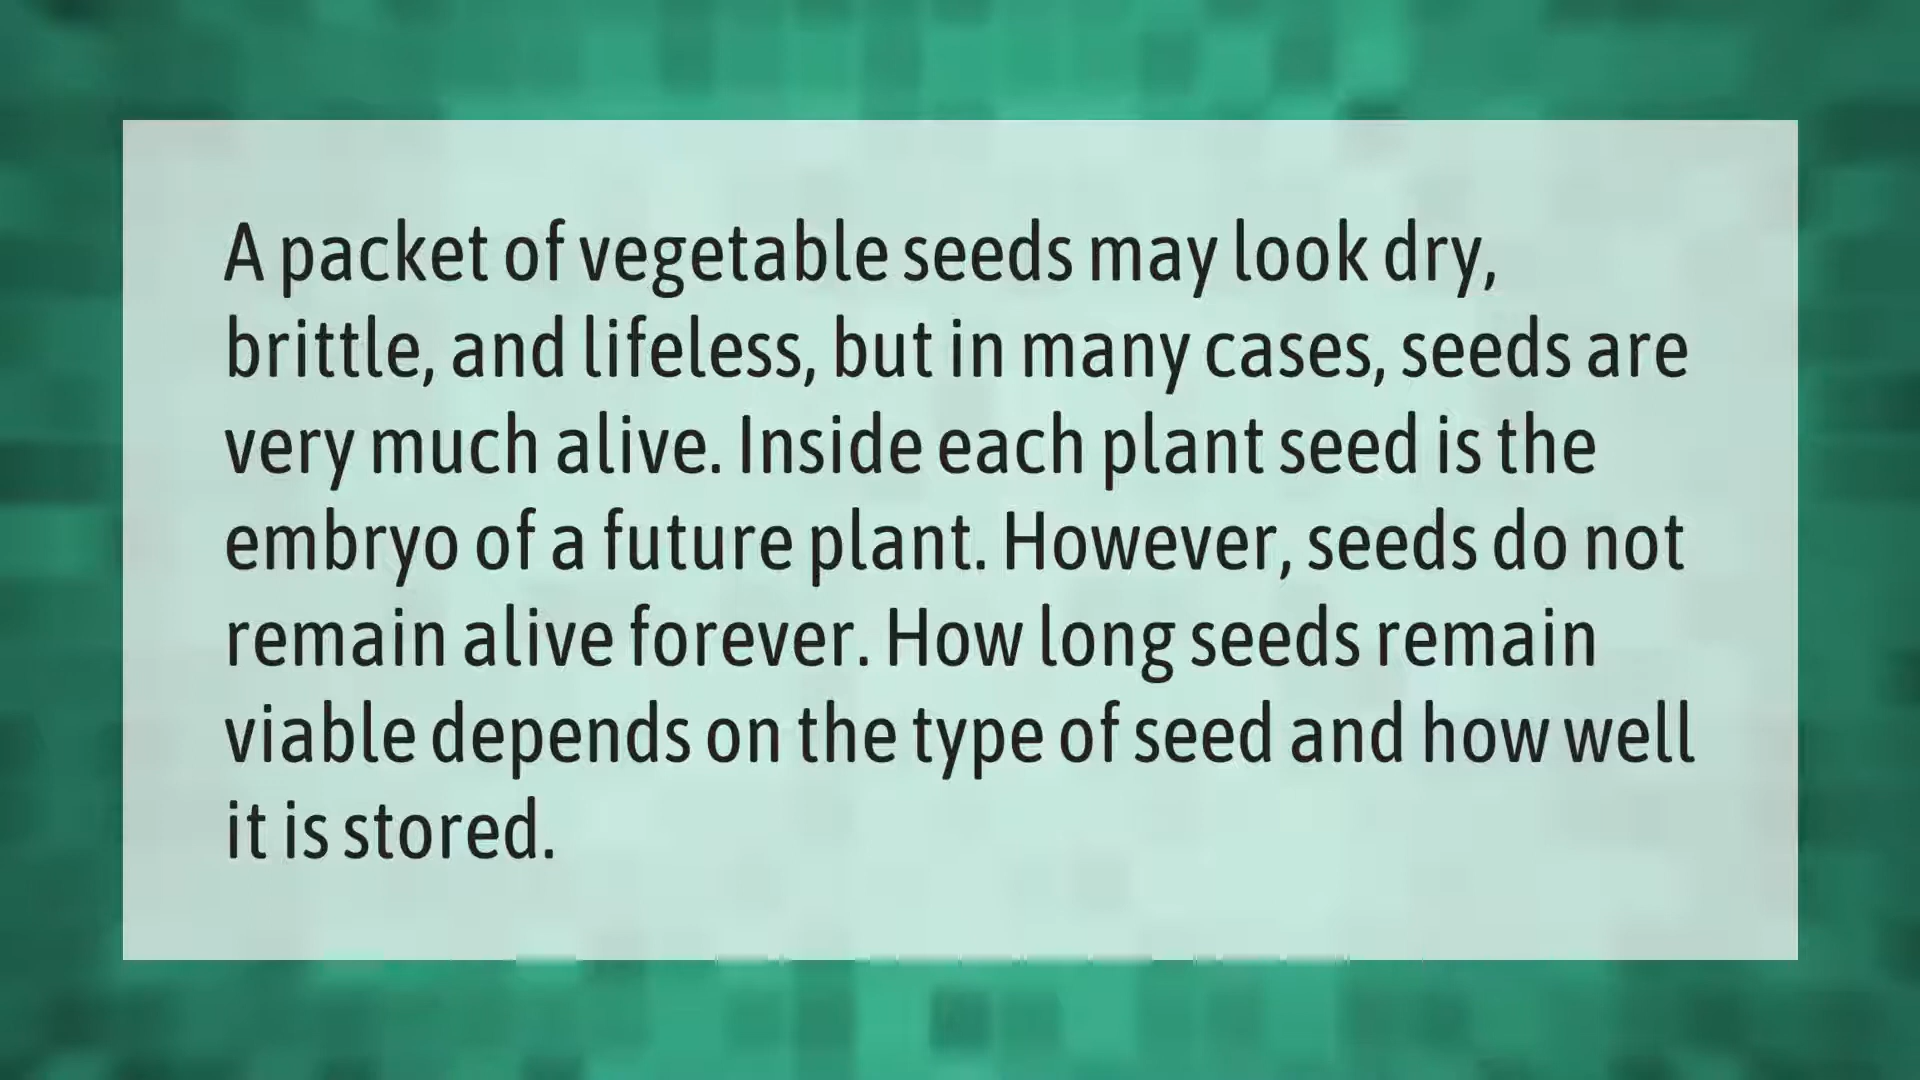 A packet of vegetable seeds may look dry,
brittle, and lifeless, but in many cases, seeds are
very much alive. Inside each plant seed is the
embryo of a future plant. However, seeds do not
remain alive forever. How long seeds remain
viable depends on the type of seed and how well
it is stored.